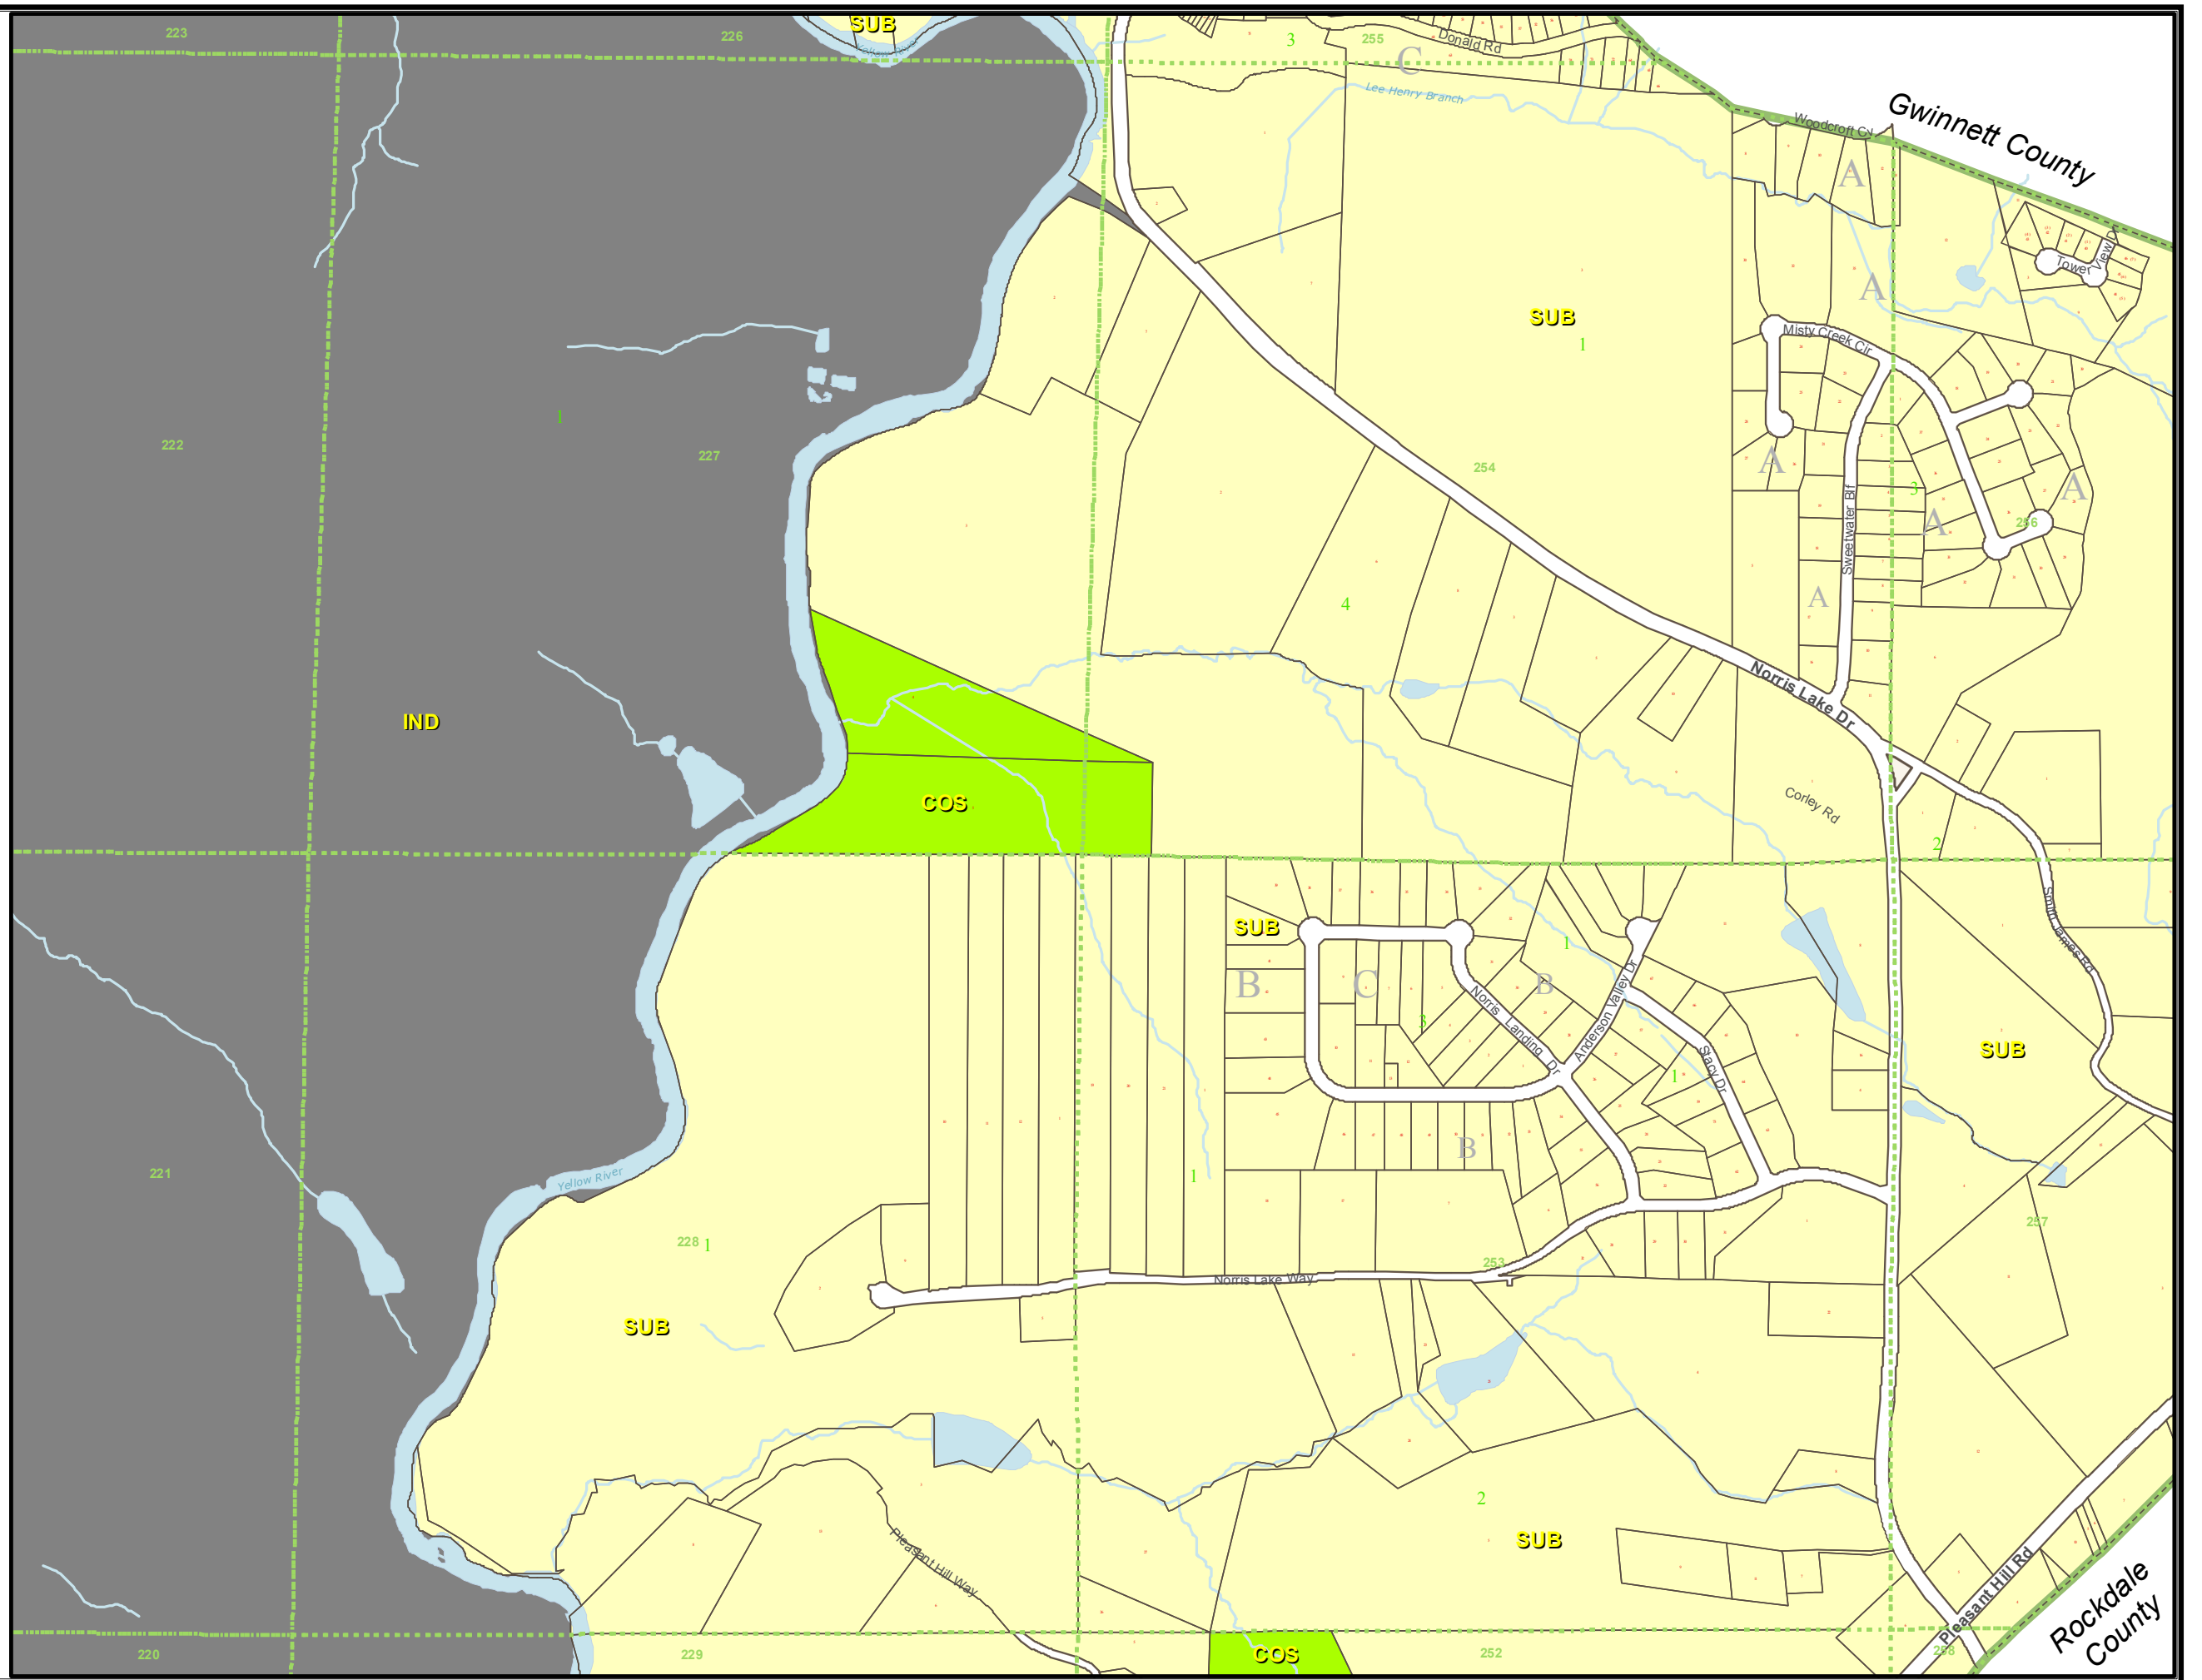 223
226
SUB
Yellow River
3
255
C
Donald Rd
Lee Henry Branch
Woodcroft Cv
Gwinnett County
A
Tower View Dr
A
SUB
1
Misty Creek Cir
1
222
227
254
A
3
A
A
256
Sweetwater Blf
A
4
Norris Lake Dr
IND
COS
Corley Rd
2
SUB
1
Smith James Rd
B
C
B
3
Norris Landing Dr
Anderson Valley Dr
Stacy Dr
1
SUB
B
221
Yellow River
1
228
1
253
257
Norris Lake Way
SUB
2
SUB
Pleasant Hill Way
Pleasant Hill Rd
Rockdale
County
220
229
COS
252
258